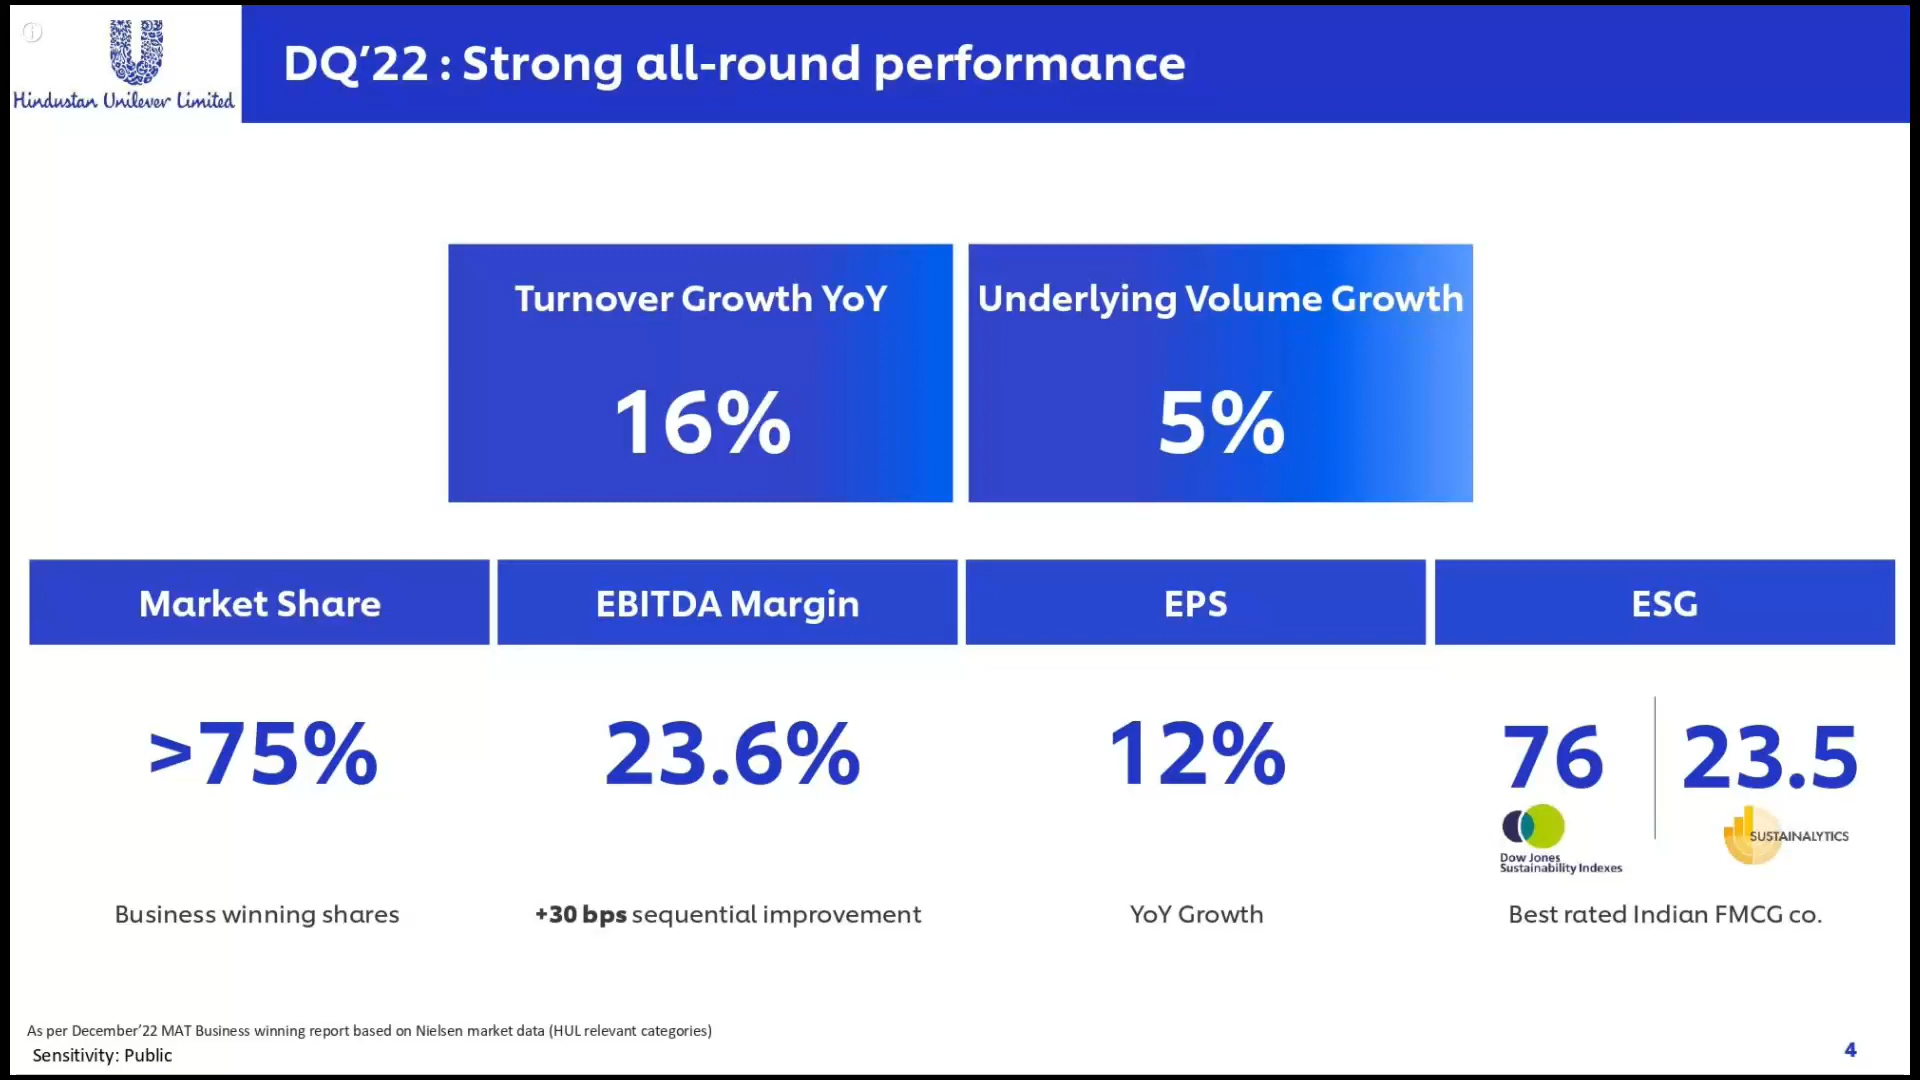 Hindustan Unilever Limited
DQ’22 : Strong all-round performance
Turnover Growth YoY
16%
Underlying Volume Growth
5%
Market Share
>75%
Business winning shares
EBITDA Margin
23.6%
+30 bps sequential improvement
EPS
12%
YoY Growth
ESG
76
Dow Jones
Sustainability Indexes
23.5
SUSTAINALYTICS
Best rated Indian FMCG co.
As per December’22 MAT Business winning report based on Nielsen market data (HUL relevant categories)
Sensitivity: Public
4